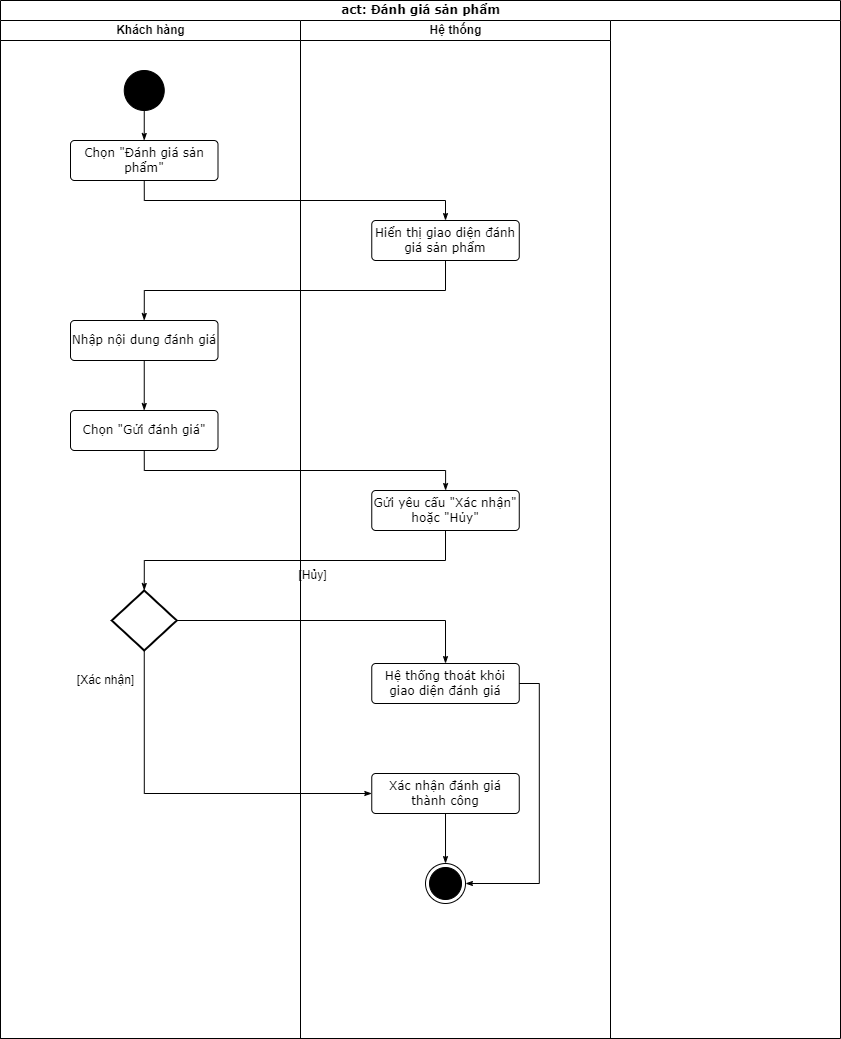 act: Đánh giá sản phẩm
Khách hàng
Hệ thống
Chọn "Đánh giá sản
phẩm"
Hiển thị giao diện đánh
giá sản phẩm
Nhập nội dung đánh giá
Chọn "Gửi đánh giá"
Gửi yêu cấu "Xác nhận"
hoặc "Hủy"
[Hủy]
[Xác nhận]
Hệ thống thoát khỏi
giao diện đánh giá
Xác nhận đánh giá
thành công